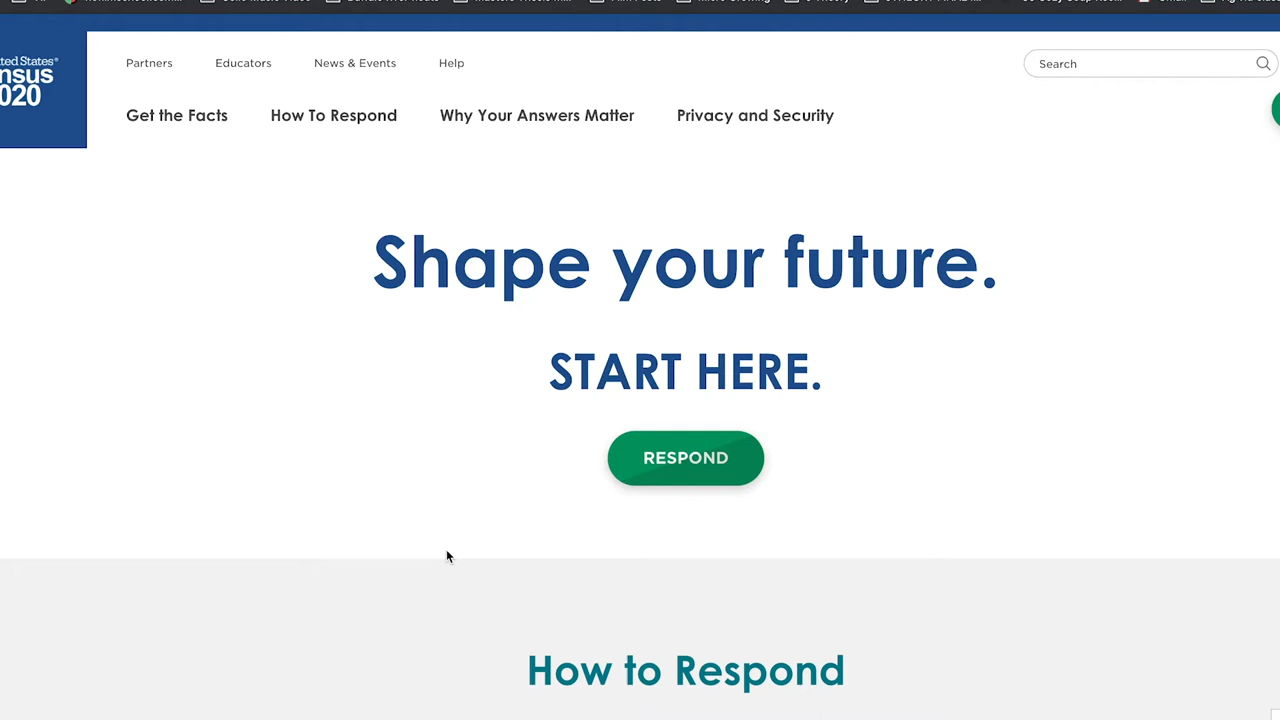 Partners Educators News & Events Help Search
ted States®
nsus
020
Get the Facts How To Respond Why Your Answers Matter Privacy and Security
Shape your future.
START HERE.
RESPOND
How to Respond